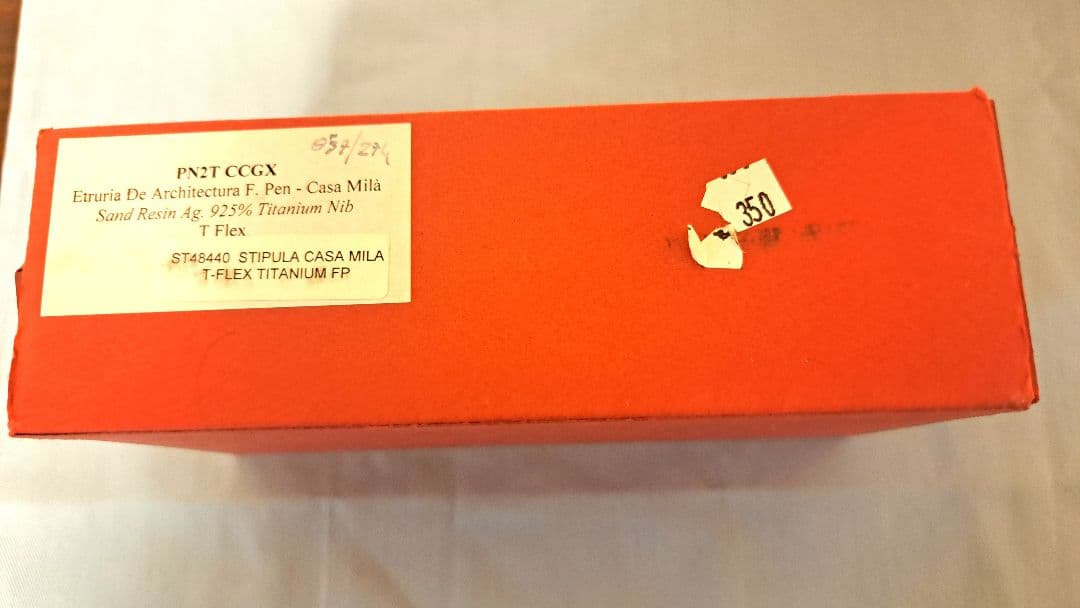 057/274
PN2T CCGX
Etruria De Architectura F. Pen - Casa Milà
Sand Resin Ag. 925% Titanium Nib
T Flex
ST48440 STIPULA CASA MILA
T-FLEX TITANIUM FP
350